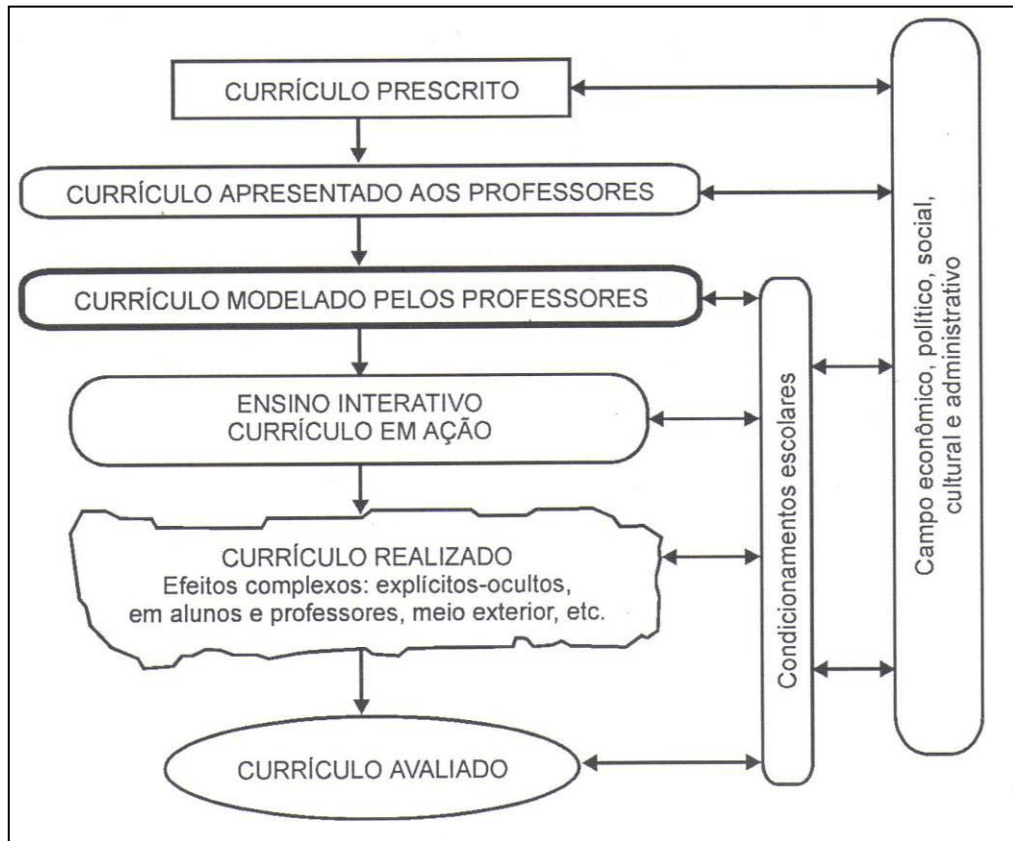 CURRÍCULO PRESCRITO
CURRÍCULO APRESENTADO AOS PROFESSORES
CURRÍCULO MODELADO PELOS PROFESSORES
ENSINO INTERATIVO
CURRÍCULO EM AÇÃO
CURRÍCULO REALIZADO
Efeitos complexos: explícitos-ocultos,
em alunos e professores, meio exterior, etc.
CURRÍCULO AVALIADO
Condicionamentos escolares
Campo econômico, político, social,
cultural e administrativo